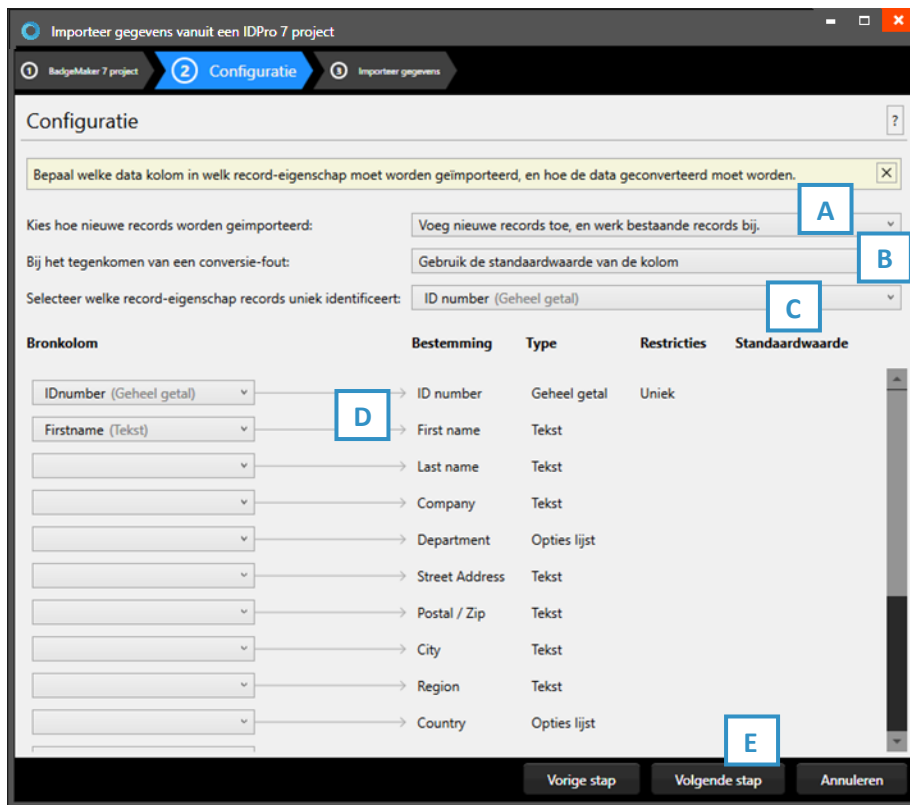 Importeer gegevens vanuit een IDPro 7 project
1 BadgeMaker 7 project 2 Configuratie 3 Importeer gegevens
Configuratie ?
Bepaal welke data kolom in welk record-eigenschap moet worden geïmporteerd, en hoe de data geconverteerd moet worden.
A
Kies hoe nieuwe records worden geimporteerd: Voeg nieuwe records toe, en werk bestaande records bij.
Bij het tegenkomen van een conversie-fout: Gebruik de standaardwaarde van de kolom B
Selecteer welke record-eigenschap records uniek identificeert: ID number (Geheel getal) C
Bronkolom Bestemming Type Restricties Standaardwaarde
IDnumber (Geheel getal) ID number Geheel getal Uniek
D
Firstname (Tekst) First name Tekst
Last name Tekst
Company Tekst
Department Opties lijst
Street Address Tekst
Postal / Zip Tekst
City Tekst
Region Tekst
Country Opties lijst
E
Vorige stap Volgende stap Annuleren